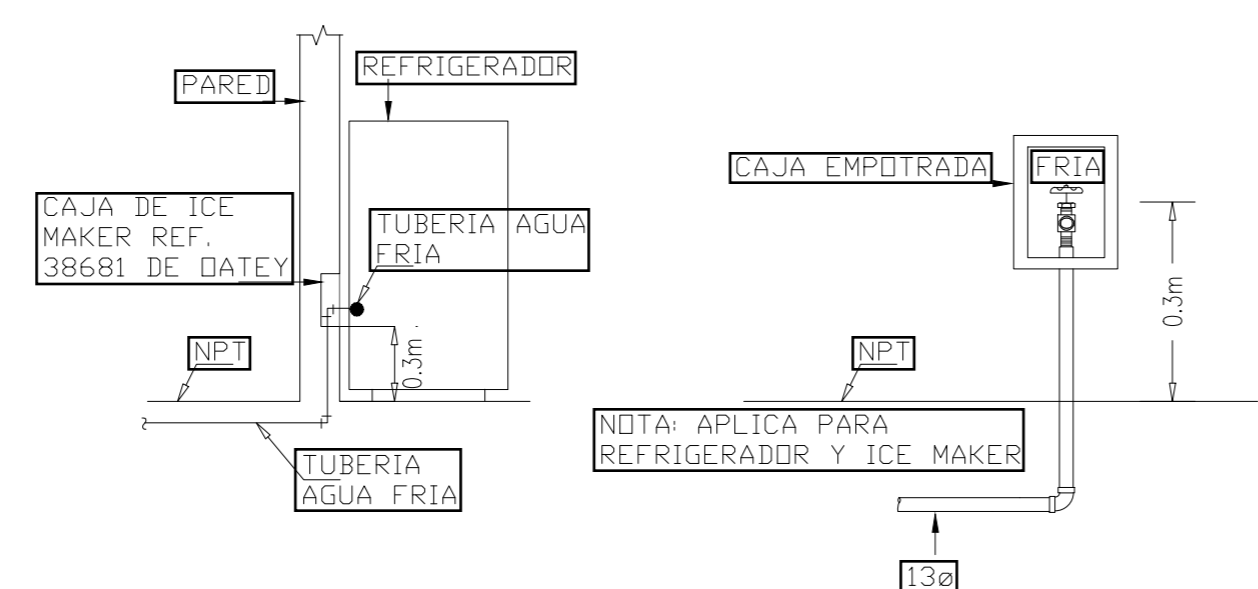 PARED
REFRIGERADOR
CAJA DE ICE
MAKER REF.
38681 DE OATEY
TUBERIA AGUA
FRIA
NPT
0.3m
TUBERIA
AGUA FRIA
CAJA EMPOTRADA
FRIA
0.3m
NPT
NOTA: APLICA PARA
REFRIGERADOR Y ICE MAKER
13ø